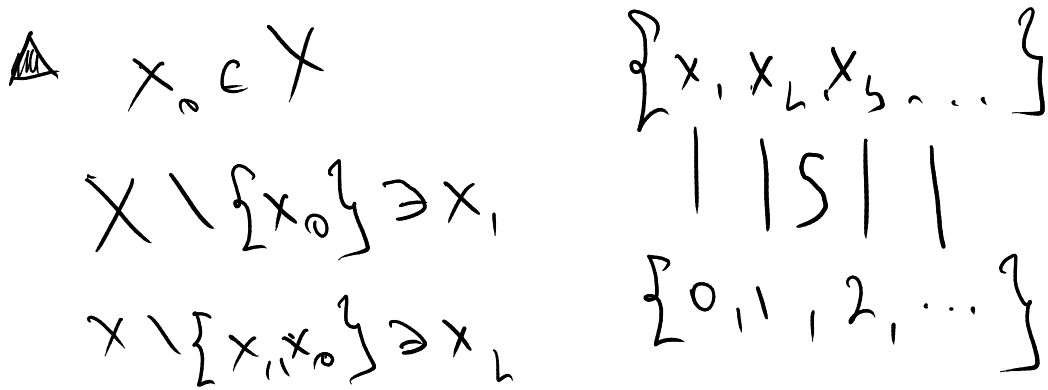 ▲ x₀ ∈ X
X \ {x₀} ∋ x₁
X \ {x₁, x₀} ∋ x₂
{x₁, x₂, x₃, ...}
| | S | |
{0, 1, 2, ...}